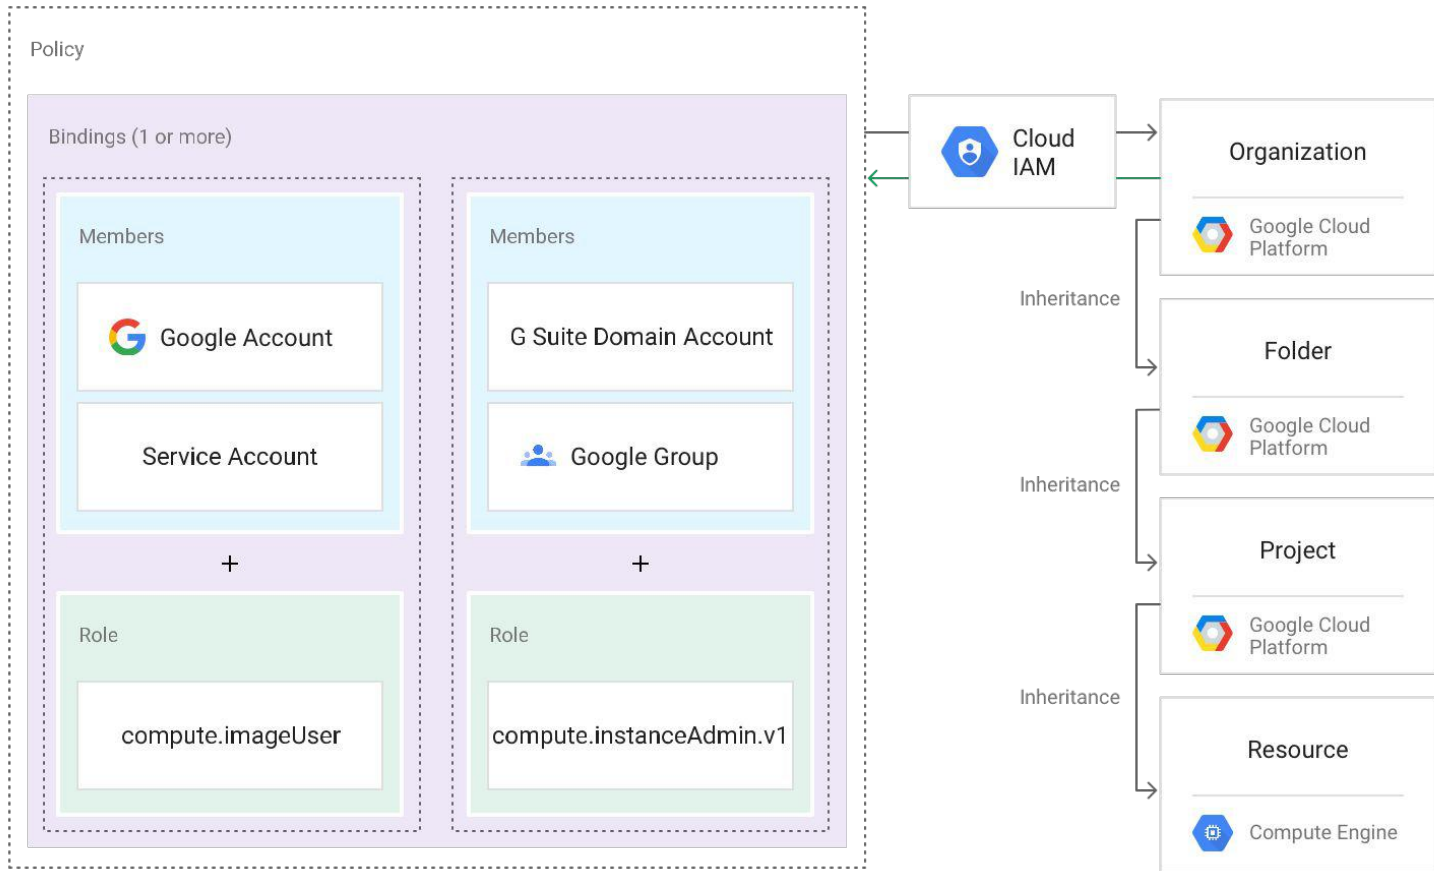 Policy
Bindings (1 or more)
Members
Google Account
Service Account
+
Role
compute.imageUser
Members
G Suite Domain Account
Google Group
+
Role
compute.instanceAdmin.v1
Cloud
IAM
Organization
Google Cloud
Platform
Inheritance
Folder
Google Cloud
Platform
Inheritance
Project
Google Cloud
Platform
Inheritance
Resource
Compute Engine